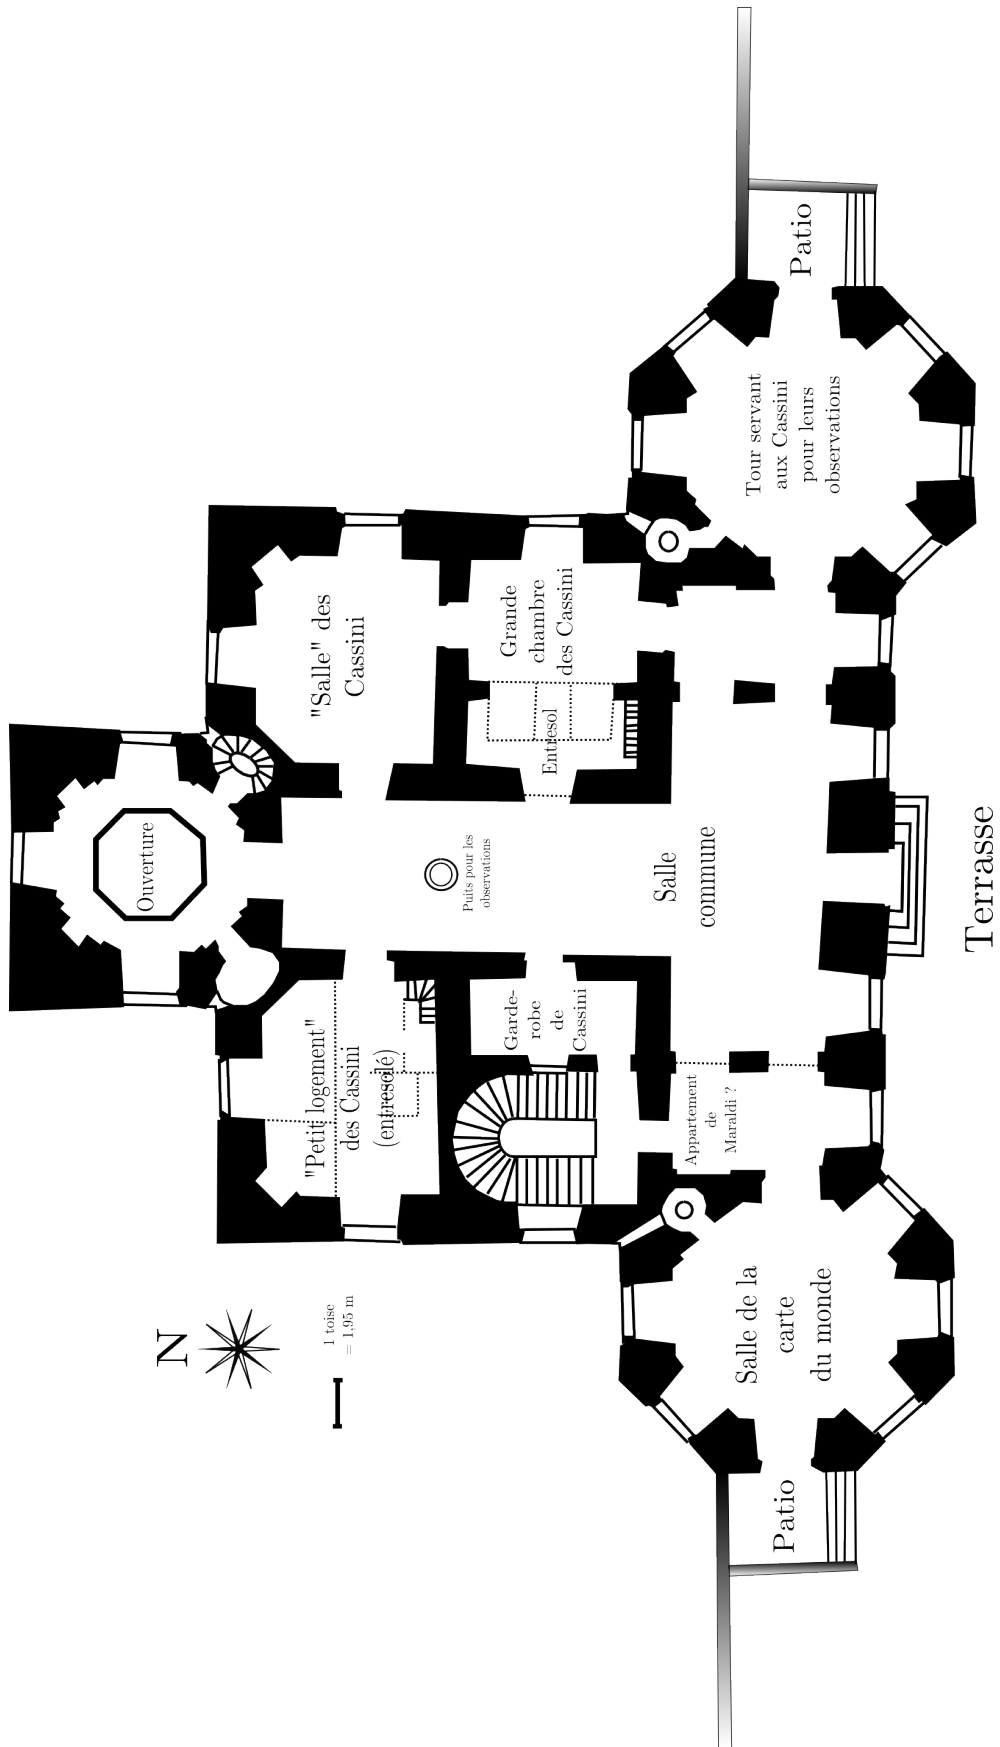 N
1 toise
= 1,95 m
Ouverture
"Petit logement"
des Cassini
(entresolé)
"Salle" des
Cassini
Puits pour les
observations
Garde-
robe
de
Cassini
Entresol
Grande
chambre
des Cassini
Salle
commune
Appartement
de
Maraldi ?
Patio
Salle de la
carte
du monde
Tour servant
aux Cassini
pour leurs
observations
Patio
Terrasse